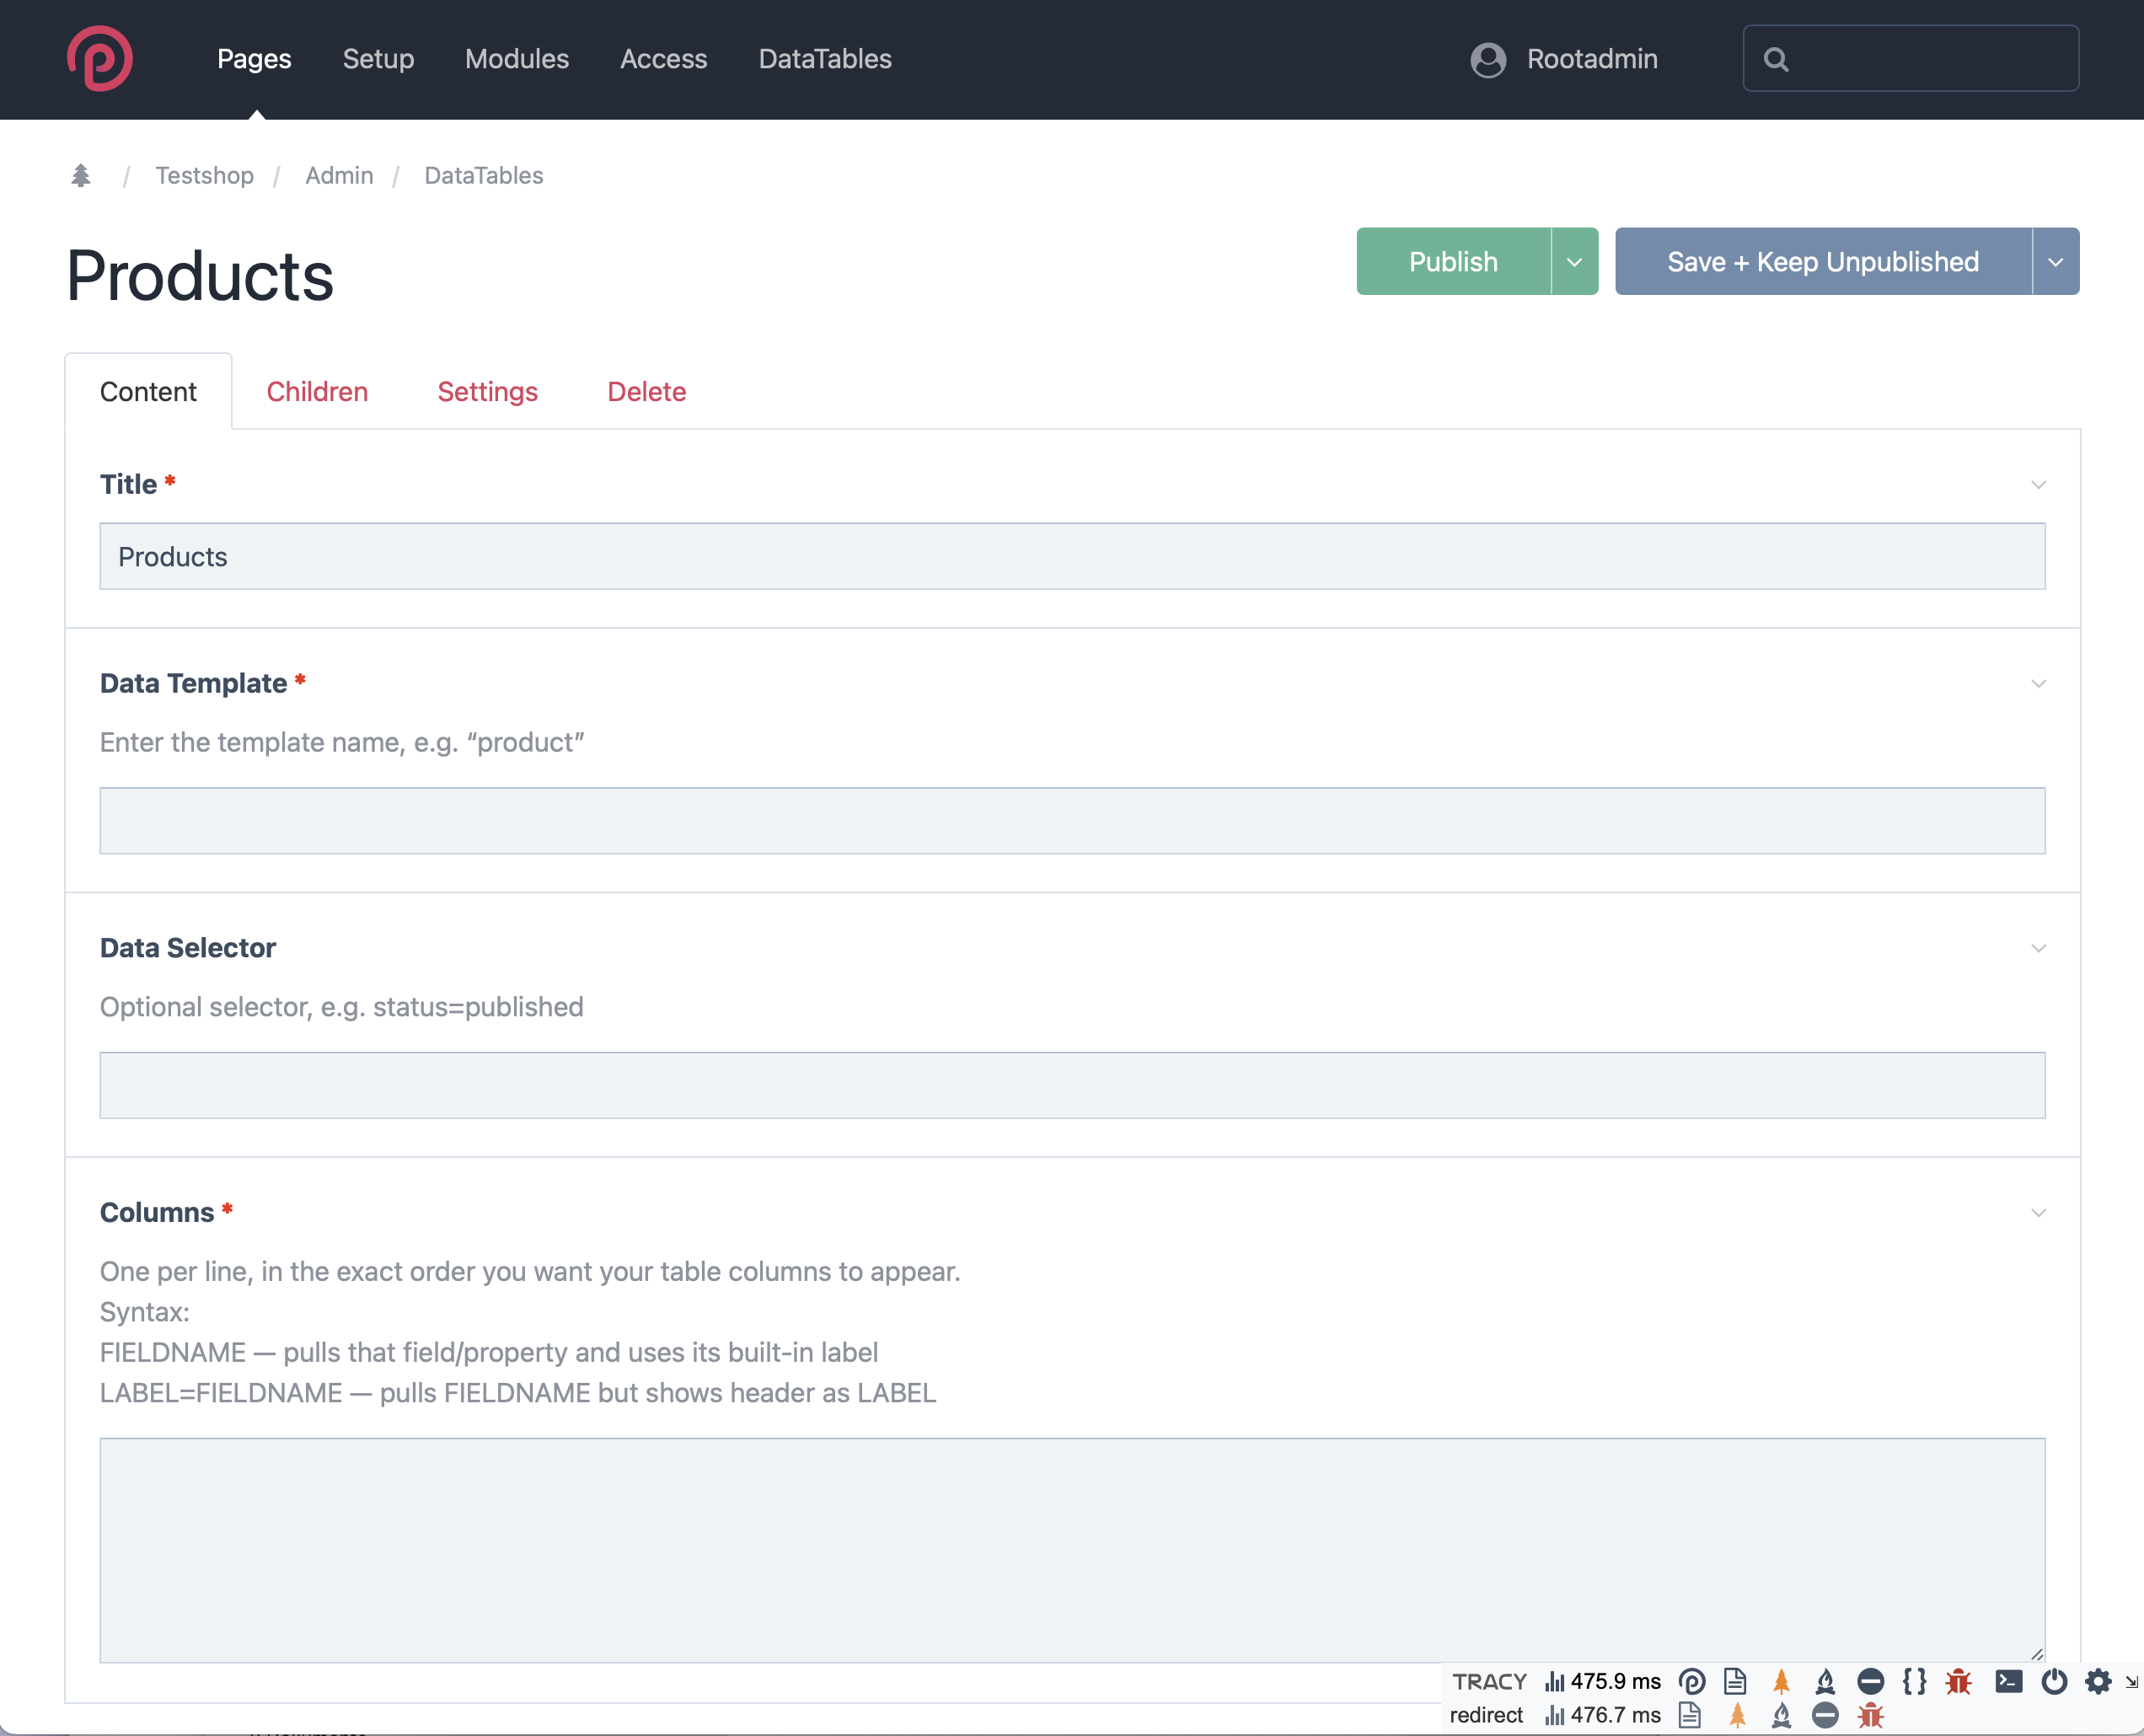 Pages Setup Modules Access DataTables Rootadmin
/ Testshop / Admin / DataTables
Products
Publish
Save + Keep Unpublished
Content Children Settings Delete
Title *
Products
Data Template *
Enter the template name, e.g. “product”
Data Selector
Optional selector, e.g. status=published
Columns *
One per line, in the exact order you want your table columns to appear.
Syntax:
FIELDNAME — pulls that field/property and uses its built-in label
LABEL=FIELDNAME — pulls FIELDNAME but shows header as LABEL
TRACY 475.9 ms
redirect 476.7 ms